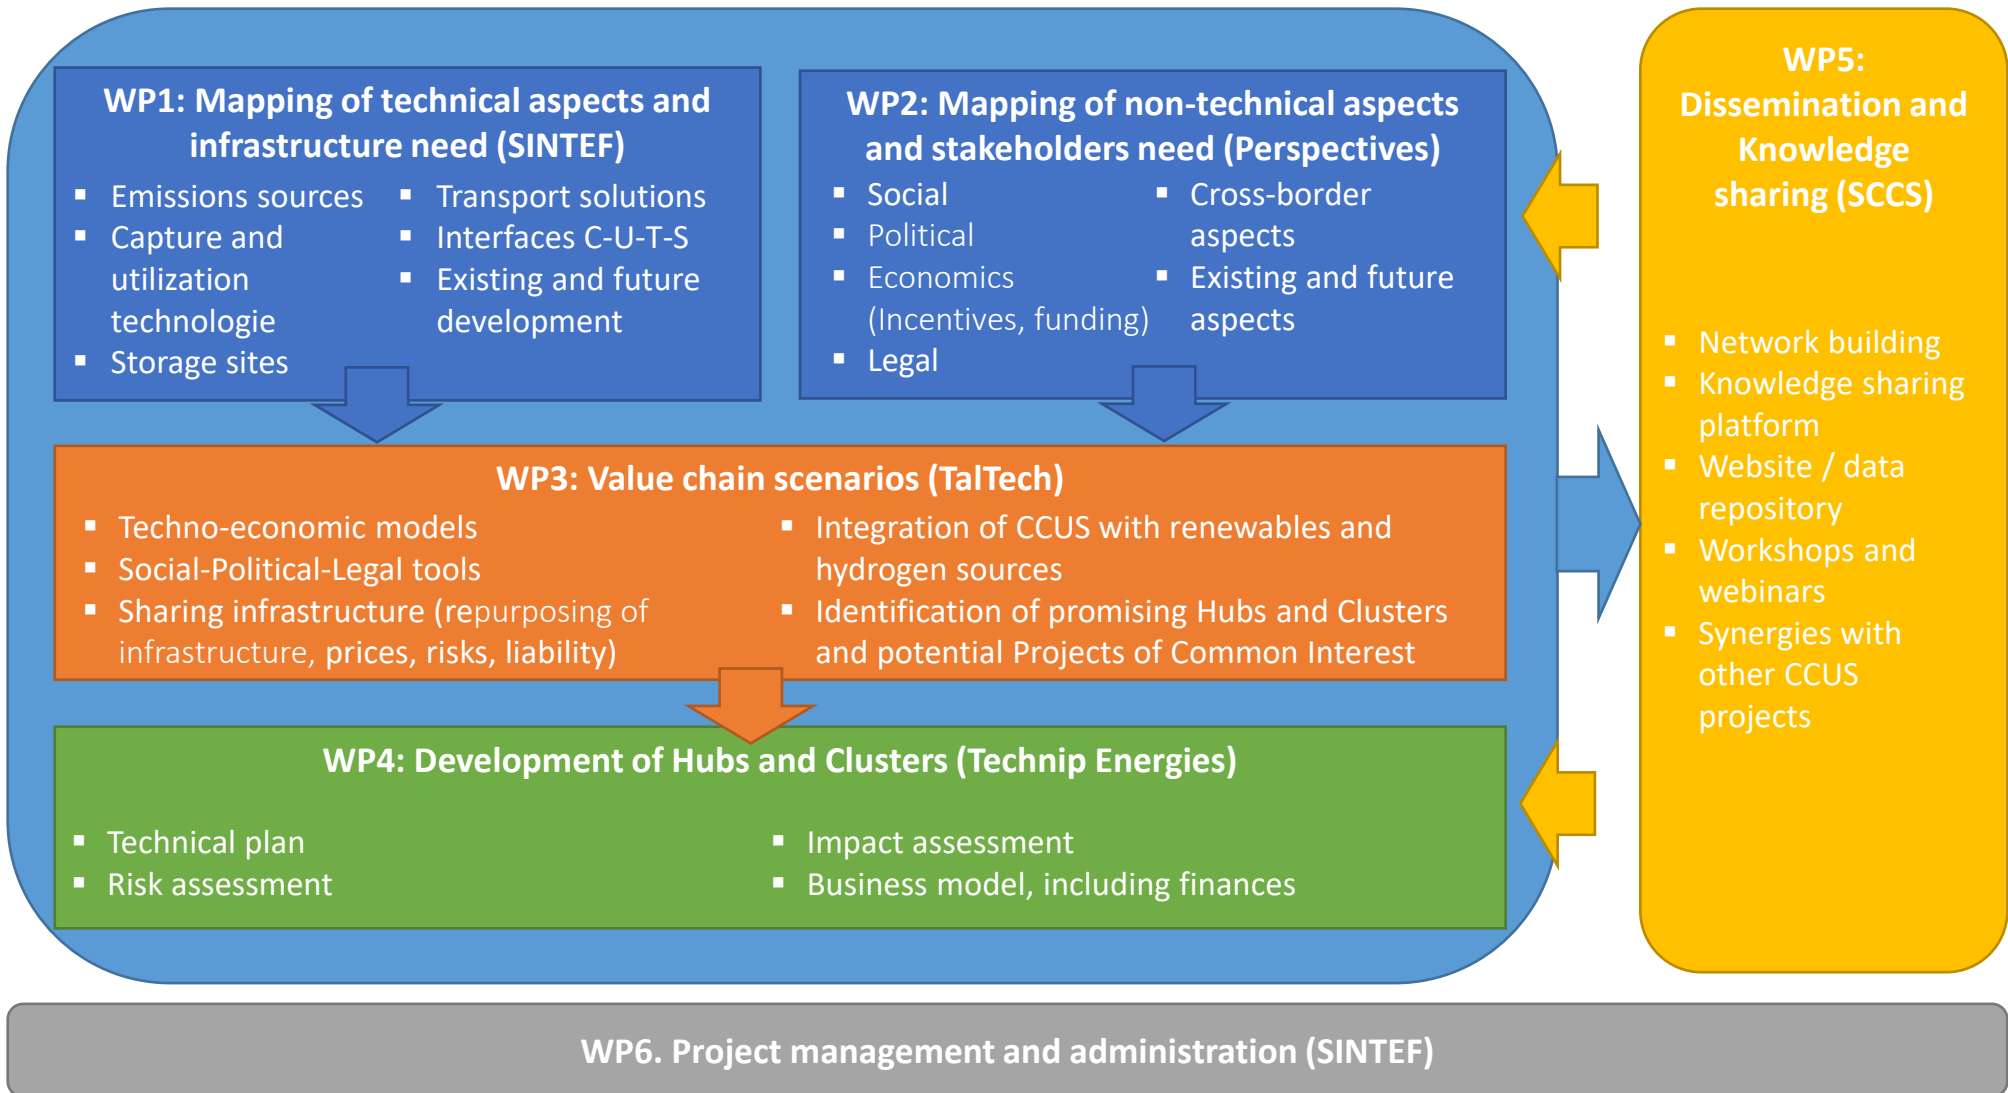 WP1: Mapping of technical aspects and
infrastructure need (SINTEF)
▪ Emissions sources
▪ Capture and
utilization
technologie
▪ Storage sites
▪ Transport solutions
▪ Interfaces C-U-T-S
▪ Existing and future
development
WP2: Mapping of non-technical aspects
and stakeholders need (Perspectives)
▪ Social
▪ Political
▪ Economics
(Incentives, funding)
▪ Legal
▪ Cross-border
aspects
▪ Existing and future
aspects
WP3: Value chain scenarios (TalTech)
▪ Techno-economic models
▪ Social-Political-Legal tools
▪ Sharing infrastructure (repurposing of
infrastructure, prices, risks, liability)
▪ Integration of CCUS with renewables and
hydrogen sources
▪ Identification of promising Hubs and Clusters
and potential Projects of Common Interest
WP4: Development of Hubs and Clusters (Technip Energies)
▪ Technical plan
▪ Risk assessment
▪ Impact assessment
▪ Business model, including finances
WP5:
Dissemination and
Knowledge
sharing (SCCS)
▪ Network building
▪ Knowledge sharing
platform
▪ Website / data
repository
▪ Workshops and
webinars
▪ Synergies with
other CCUS
projects
WP6. Project management and administration (SINTEF)